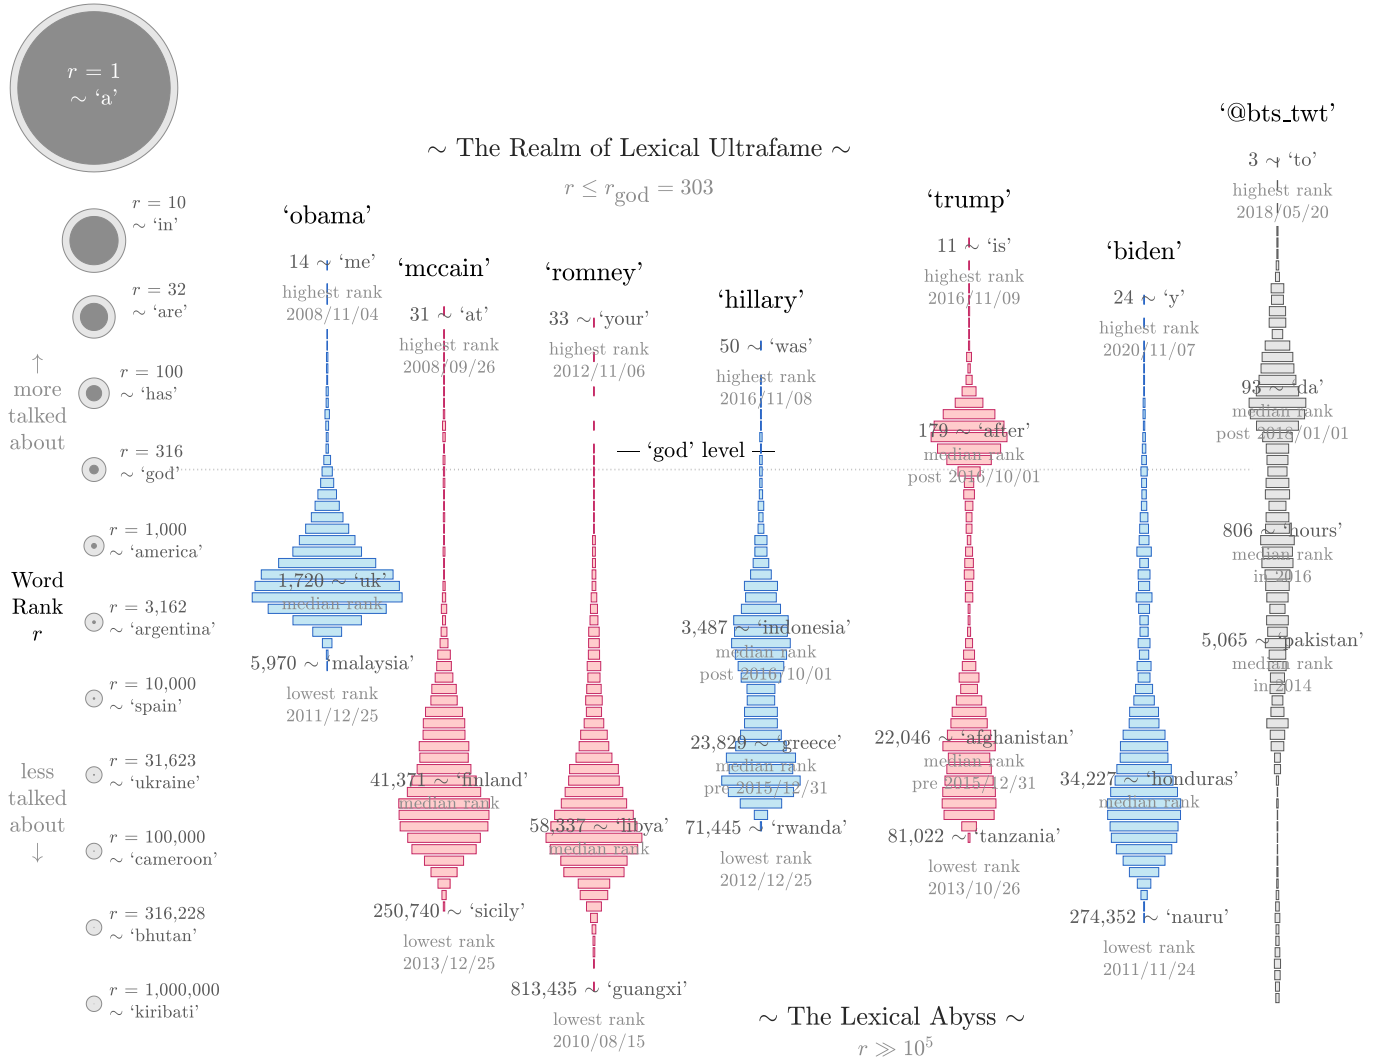 r = 1
∼ ‘a’
r = 10
∼ ‘in’
r = 32
∼ ‘are’
↑
more
talked
about
r = 100
∼ ‘has’
r = 316
∼ ‘god’
r = 1,000
∼ ‘america’
Word
Rank
r
r = 3,162
∼ ‘argentina’
r = 10,000
∼ ‘spain’
less
talked
about
↓
r = 31,623
∼ ‘ukraine’
r = 100,000
∼ ‘cameroon’
r = 316,228
∼ ‘bhutan’
r = 1,000,000
∼ ‘kiribati’
∼ The Realm of Lexical Ultrafame ∼
r ≤ r_god = 303
— ‘god’ level —
‘obama’
14 ∼ ‘me’
highest rank
2008/11/04
1,720 ∼ ‘uk’
median rank
5,970 ∼ ‘malaysia’
lowest rank
2011/12/25
‘mccain’
31 ∼ ‘at’
highest rank
2008/09/26
41,371 ∼ ‘finland’
median rank
250,740 ∼ ‘sicily’
lowest rank
2013/12/25
‘romney’
33 ∼ ‘your’
highest rank
2012/11/06
58,337 ∼ ‘libya’
median rank
813,435 ∼ ‘guangxi’
lowest rank
2010/08/15
‘hillary’
50 ∼ ‘was’
highest rank
2016/11/08
3,487 ∼ ‘indonesia’
median rank
post 2016/10/01
23,829 ∼ ‘greece’
median rank
pre 2015/12/31
71,445 ∼ ‘rwanda’
lowest rank
2012/12/25
‘trump’
11 ∼ ‘is’
highest rank
2016/11/09
179 ∼ ‘after’
median rank
post 2016/10/01
22,046 ∼ ‘afghanistan’
median rank
pre 2015/12/31
81,022 ∼ ‘tanzania’
lowest rank
2013/10/26
‘biden’
24 ∼ ‘y’
highest rank
2020/11/07
34,227 ∼ ‘honduras’
median rank
274,352 ∼ ‘nauru’
lowest rank
2011/11/24
‘@bts_twt’
3 ∼ ‘to’
highest rank
2018/05/20
93 ∼ ‘da’
median rank
post 2018/01/01
806 ∼ ‘hours’
median rank
in 2016
5,065 ∼ ‘pakistan’
median rank
in 2014
∼ The Lexical Abyss ∼
r ≫ 10⁵